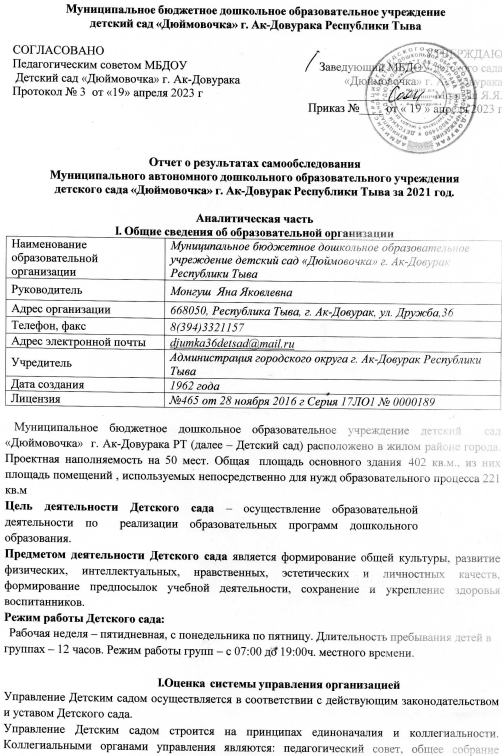 Муниципальное бюджетное дошкольное образовательное учреждение
детский сад «Дюймовочка» г. Ак-Довурака Республики Тыва
СОГЛАСОВАНО
Педагогическим советом МБДОУ
Детский сад «Дюймовочка» г. Ак-Довурака
Протокол № 3 от «19» апреля 2023 г
УТВЕРЖДАЮ
Заведующий МБДОУ сада
«Дюймовочка» г. Ак-Довурака
Я.Я.
Приказ №___ от « 19 » апреля 2023 г
Отчет о результатах самообследования
Муниципального автономного дошкольного образовательного учреждения
детского сада «Дюймовочка» г. Ак-Довурак Республики Тыва за 2021 год.
Аналитическая часть
I. Общие сведения об образовательной организации
Наименование образовательной организации Муниципальное бюджетное дошкольное образовательное
учреждение детский сад «Дюймовочка» г. Ак-Довурак
Республики Тыва
Руководитель Монгуш Яна Яковлевна
Адрес организации 668050, Республика Тыва, г. Ак-Довурак, ул. Дружба,36
Телефон, факс 8(394)3321157
Адрес электронной почты djumka36detsad@mail.ru
Учредитель Администрация городского округа г. Ак-Довурак Республики
Тыва
Дата создания 1962 года
Лицензия №465 от 28 ноября 2016 г Серия 17ЛО1 № 0000189
Муниципальное бюджетное дошкольное образовательное учреждение детский сад
«Дюймовочка» г. Ак-Довурака РТ (далее – Детский сад) расположено в жилом районе города.
Проектная наполняемость на 50 мест. Общая площадь основного здания 402 кв.м., из них
площадь помещений , используемых непосредственно для нужд образовательного процесса 221
кв.м
Цель деятельности Детского сада – осуществление образовательной
деятельности по реализации образовательных программ дошкольного
образования.
Предметом деятельности Детского сада является формирование общей культуры, развитие
физических, интеллектуальных, нравственных, эстетических и личностных качеств,
формирование предпосылок учебной деятельности, сохранение и укрепление здоровья
воспитанников.
Режим работы Детского сада:
Рабочая неделя – пятидневная, с понедельника по пятницу. Длительность пребывания детей в
группах – 12 часов. Режим работы групп – с 07:00 до 19:00ч. местного времени.
I.Оценка системы управления организацией
Управление Детским садом осуществляется в соответствии с действующим законодательством
и уставом Детского сада.
Управление Детским садом строится на принципах единоначалия и коллегиальности.
Коллегиальными органами управления являются: педагогический совет, общее собрание